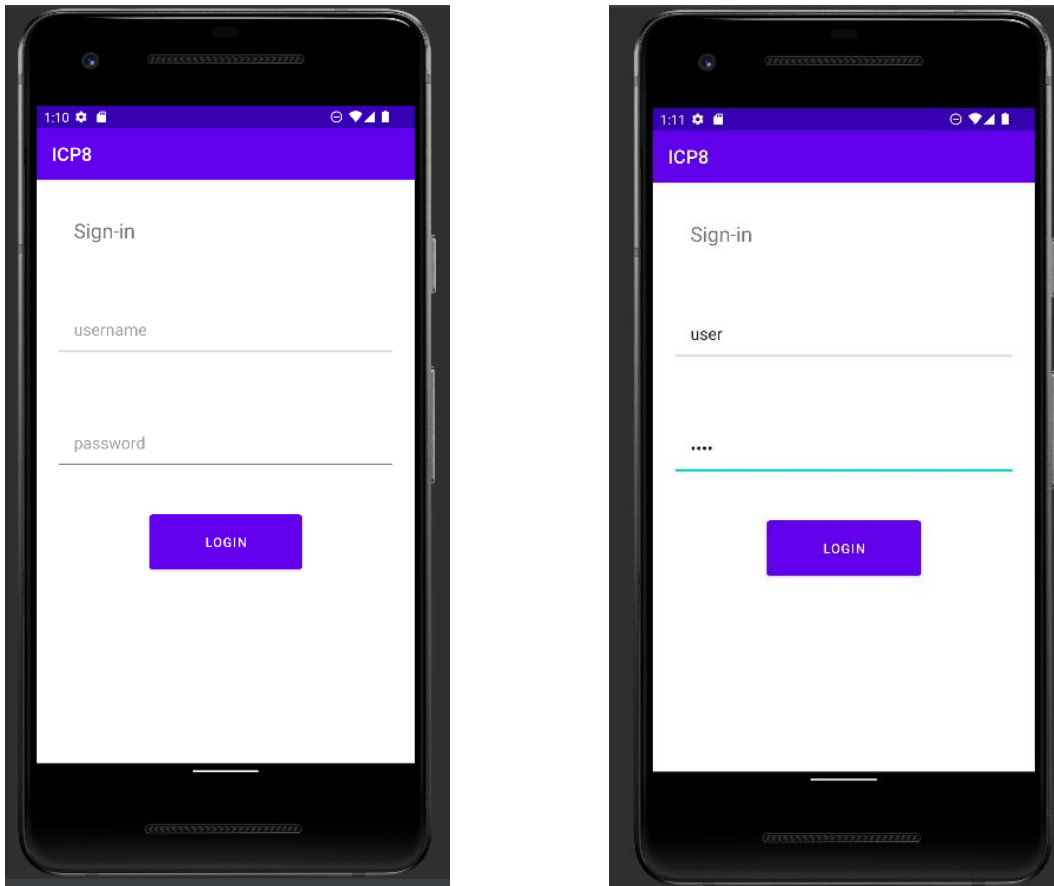 1:10
ICP8
Sign-in
username
password
LOGIN
1:11
ICP8
Sign-in
user
••••
LOGIN